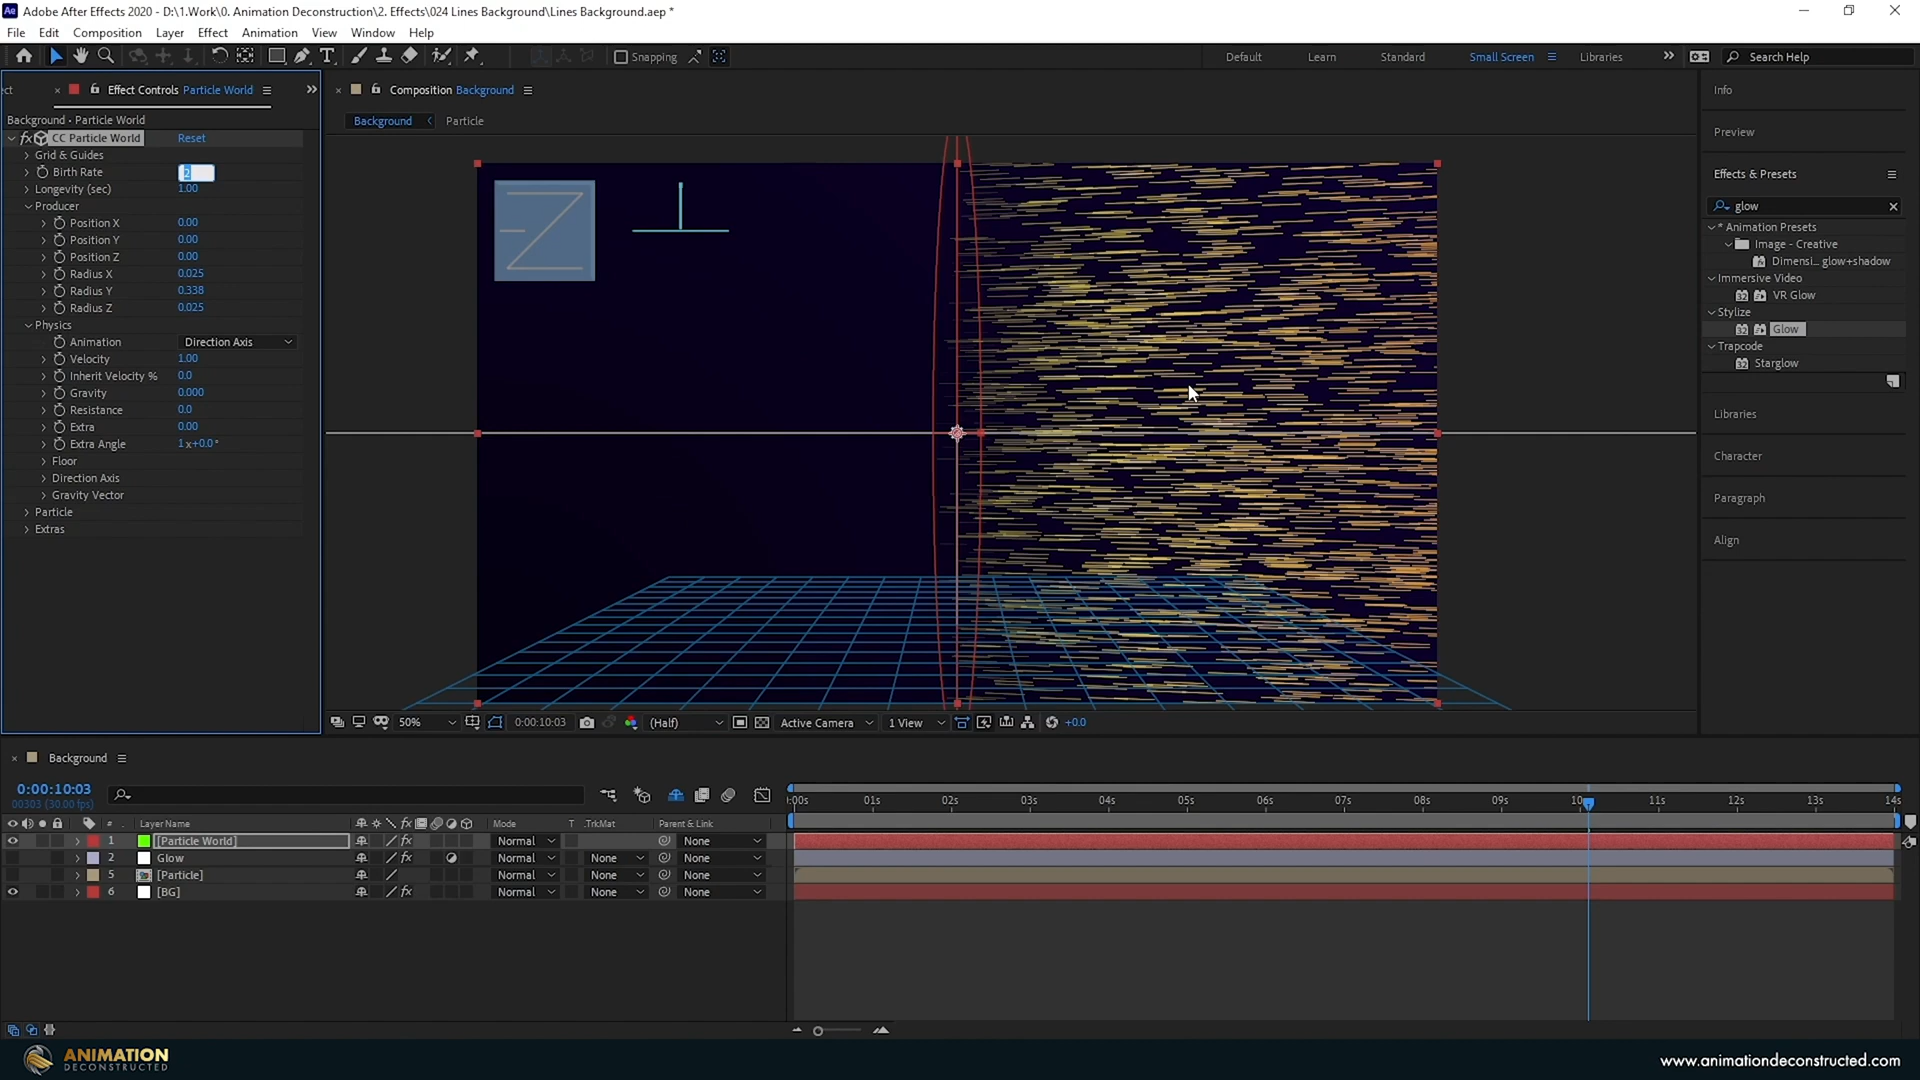 Adobe After Effects 2020 - D:\1.Work\0. Animation Deconstruction\2. Effects\024 Lines Background\Lines Background.aep *
File Edit Composition Layer Effect Animation View Window Help
Snapping
Default Learn Standard Small Screen Libraries Search Help
ect Effect Controls Particle World
Composition Background
Info
Background • Particle World
Background Particle
CC Particle World Reset
Grid & Guides
Birth Rate 2
Longevity (sec) 1.00
Producer
Position X 0.00
Position Y 0.00
Position Z 0.00
Radius X 0.025
Radius Y 0.338
Radius Z 0.025
Physics
Animation Direction Axis
Velocity 1.00
Inherit Velocity % 0.0
Gravity 0.000
Resistance 0.0
Extra 0.00
Extra Angle 1x+0.0°
Floor
Direction Axis
Gravity Vector
Particle
Extras
Preview
Effects & Presets
glow
* Animation Presets
Image - Creative
Dimensi... glow+shadow
Immersive Video
VR Glow
Stylize
Glow
Trapcode
Starglow
Libraries
Character
Paragraph
Align
50% 0:00:10:03 (Half) Active Camera 1 View +0.0
Background
0:00:10:03
00303 (30.00 fps)
:00s 01s 02s 03s 04s 05s 06s 07s 08s 09s 10s 11s 12s 13s 14s
# Layer Name Mode T .TrkMat Parent & Link
1 [Particle World] Normal None
2 Glow Normal None None
5 [Particle] Normal None None
6 [BG] Normal None None
ANIMATION
DECONSTRUCTED
www.animationdeconstructed.com